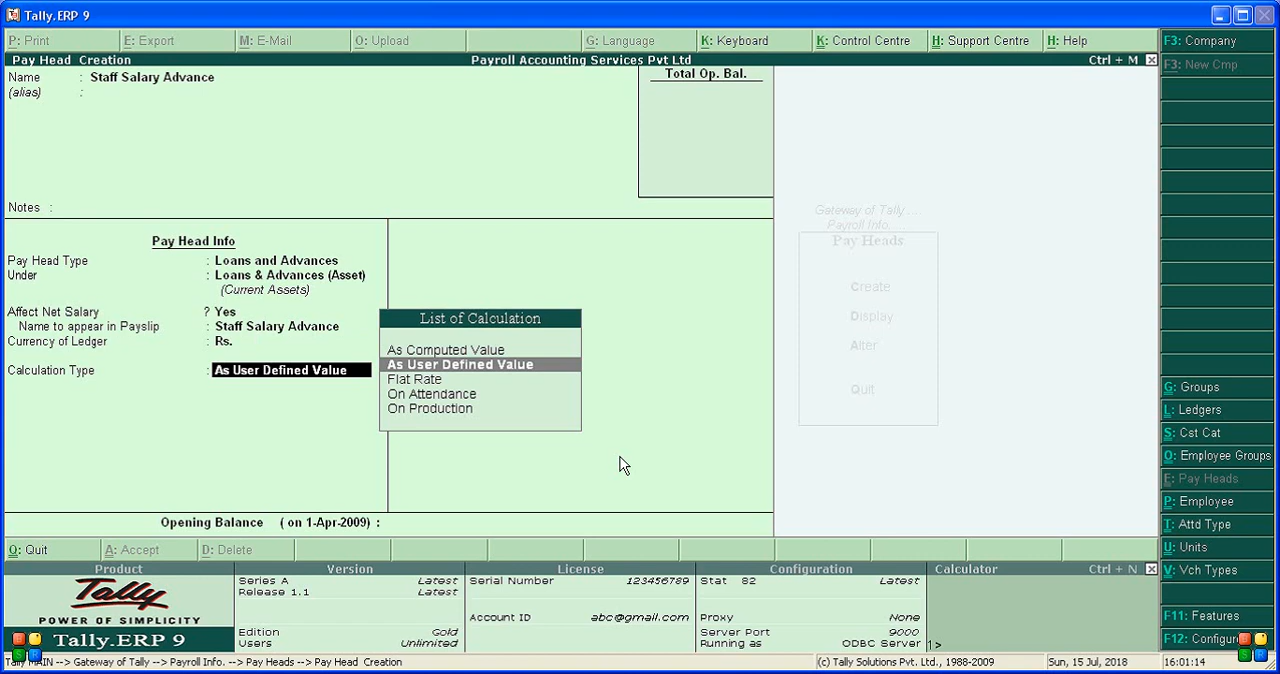 Tally.ERP 9
P: Print E: Export M: E-Mail O: Upload G: Language K: Keyboard K: Control Centre H: Support Centre H: Help
F3: Company
Pay Head Creation Payroll Accounting Services Pvt Ltd Ctrl + M
F3: New Cmp
Name : Staff Salary Advance
(alias) :
Total Op. Bal.
Notes :
Gateway of Tally ....
Payroll Info.......
Pay Heads
Create
Display
Alter
Quit
Pay Head Info
Pay Head Type : Loans and Advances
Under : Loans & Advances (Asset)
(Current Assets)
Affect Net Salary ? Yes
Name to appear in Payslip : Staff Salary Advance
Currency of Ledger : Rs.
Calculation Type : As User Defined Value
List of Calculation
As Computed Value
As User Defined Value
Flat Rate
On Attendance
On Production
G: Groups
L: Ledgers
S: Cst Cat
O: Employee Groups
E: Pay Heads
P: Employee
T: Attd Type
U: Units
V: Vch Types
F11: Features
F12: Configure
Opening Balance ( on 1-Apr-2009) :
Q: Quit A: Accept D: Delete
Product Version License Configuration Calculator Ctrl + N
Tally
POWER OF SIMPLICITY
Tally.ERP 9
Series A Latest
Release 1.1 Latest
Edition Gold
Users Unlimited
Serial Number 123456789
Account ID abc@gmail.com
Stat 82 Latest
Proxy None
Server Port 9000
Running as ODBC Server
1>
Tally MAIN --> Gateway of Tally --> Payroll Info. --> Pay Heads --> Pay Head Creation (c) Tally Solutions Pvt. Ltd., 1988-2009 Sun, 15 Jul, 2018 16:01:14